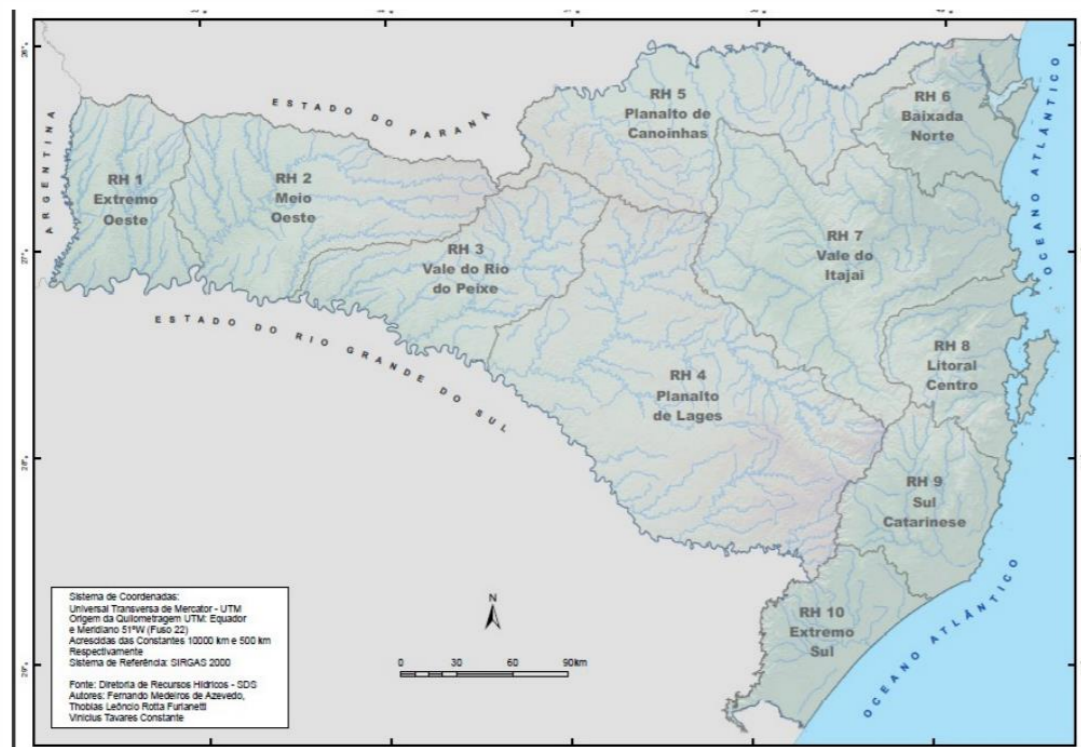 ESTADO DO PARANÁ
ARGENTINA
RH 1
Extremo
Oeste
RH 2
Meio
Oeste
RH 3
Vale do Rio
do Peixe
RH 4
Planalto
de Lages
RH 5
Planalto de
Canoinhas
RH 6
Baixada
Norte
RH 7
Vale do
Itajaí
RH 8
Litoral
Centro
RH 9
Sul
Catarinese
RH 10
Extremo
Sul
OCEANO ATLÂNTICO
OCEANO ATLÂNTICO
ESTADO DO RIO GRANDE DO SUL
26°
27°
28°
29°
N
0 30 60 90km
Sistema de Coordenadas:
Universal Transversa de Mercator - UTM
Origem da Quilometragem UTM: Equador
e Meridiano 51°W (Fuso 22)
Acrescidas das Constantes 10000 km e 500 km
Respectivamente
Sistema de Referência: SIRGAS 2000
Fonte: Diretoria de Recursos Hídricos - SDS
Autores: Fernando Medeiros de Azevedo,
Thobias Leôncio Rotta Furlanetti
Vinicius Tavares Constante